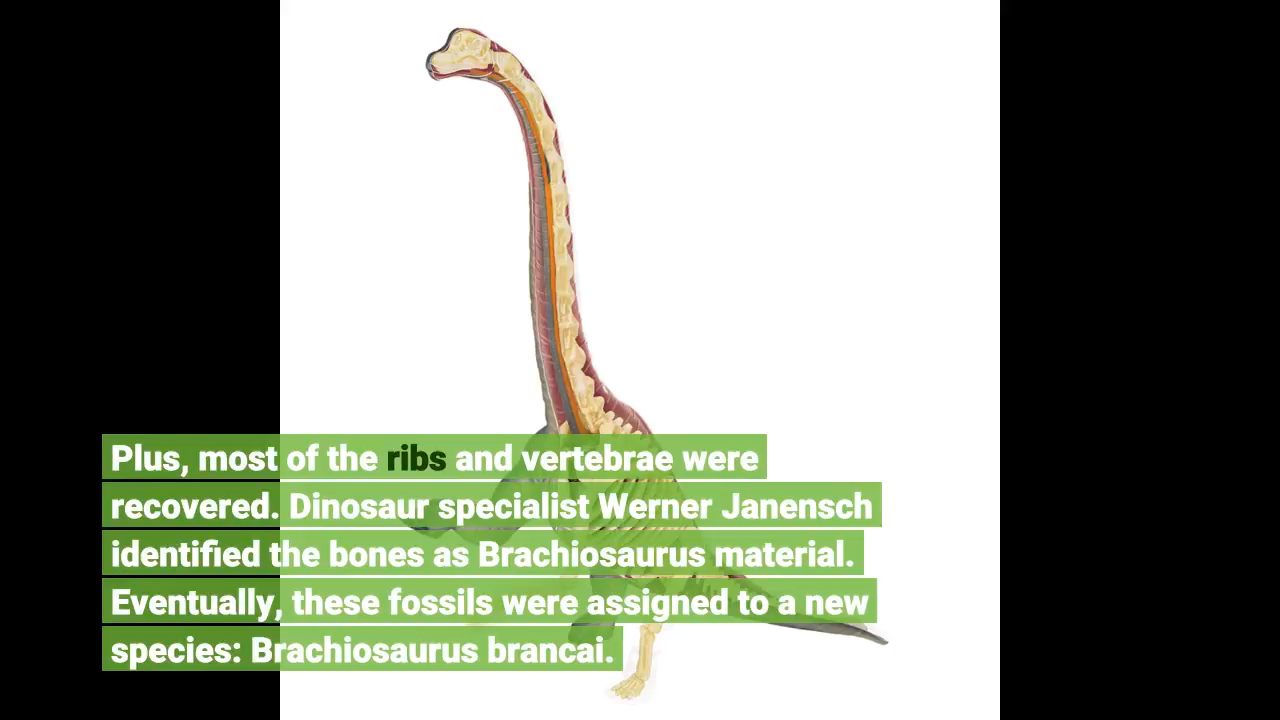 Plus, most of the ribs and vertebrae were
recovered. Dinosaur specialist Werner Janensch
identified the bones as Brachiosaurus material.
Eventually, these fossils were assigned to a new
species: Brachiosaurus brancai.